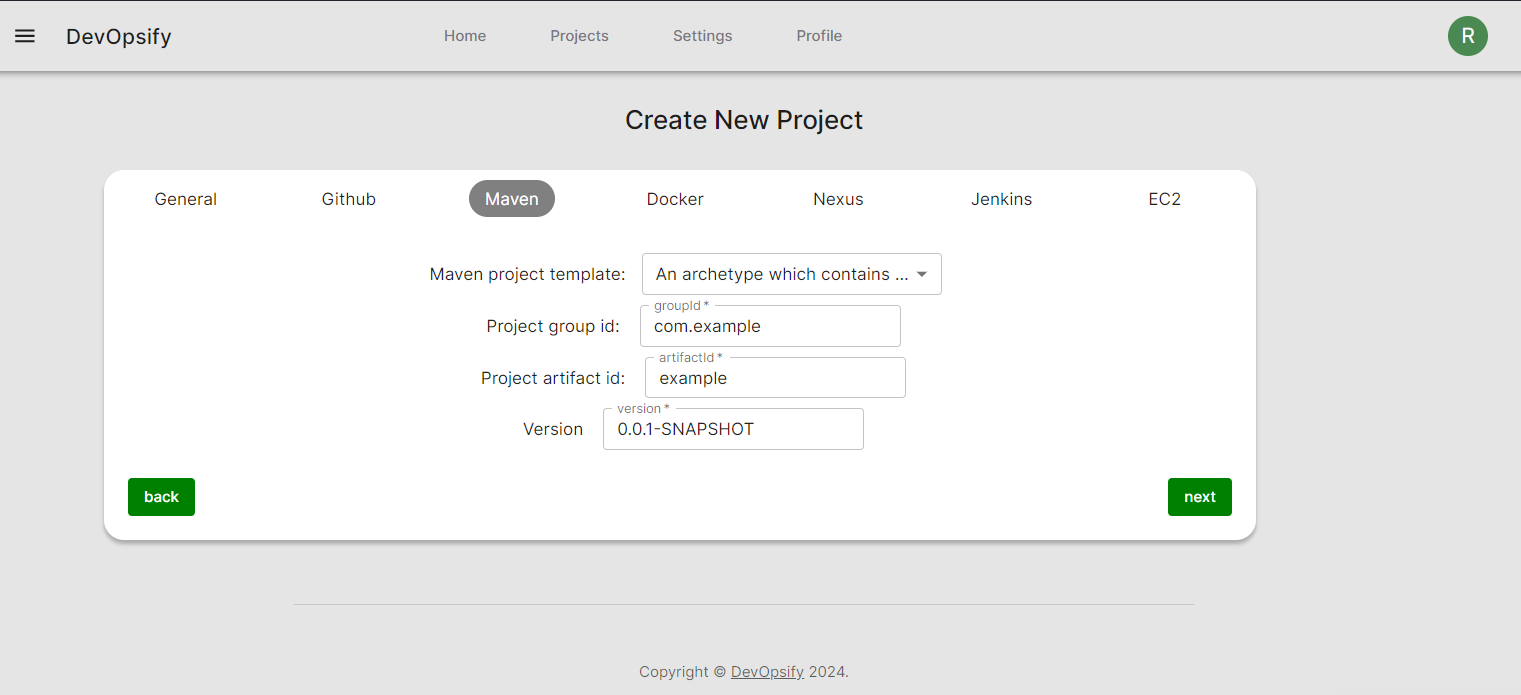 DevOpsify Home Projects Settings Profile R
Create New Project
General Github Maven Docker Nexus Jenkins EC2
Maven project template: An archetype which contains ...
groupId *
Project group id: com.example
artifactId *
Project artifact id: example
version *
Version 0.0.1-SNAPSHOT
back next
Copyright © DevOpsify 2024.